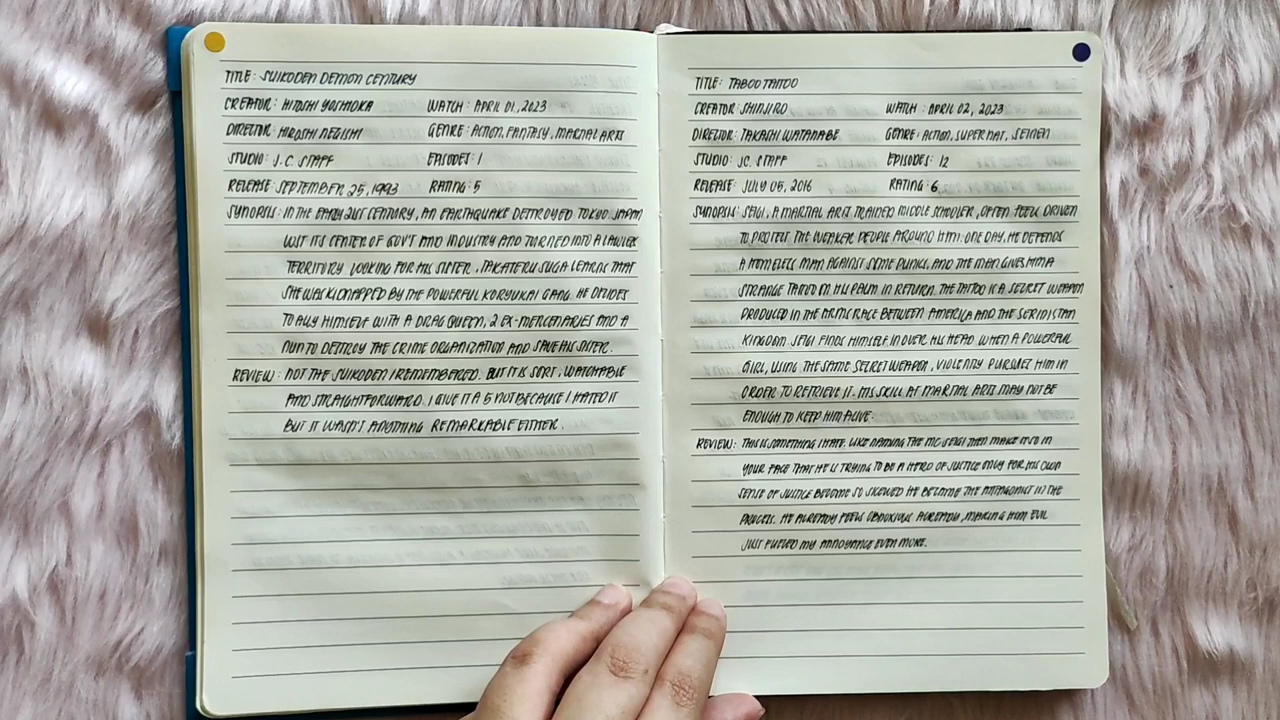 TITLE: SUIKODEN DEMON CENTURY
CREATOR: HITOSHI YOSHIOKA WATCH: APRIL 01, 2023
DIRECTOR: HIROSHI NEGISHI GENRE: ACTION, FANTASY, MARTIAL ARTS
STUDIO: J.C. STAFF EPISODES: 1
RELEASE: SEPTEMBER 25, 1993 RATING: 5
SYNOPSIS: IN THE EARLY 21ST CENTURY, AN EARTHQUAKE DESTROYED TOKYO. JAPAN
LOST ITS CENTER OF GOV'T AND INDUSTRY AND TURNED INTO A LAWLESS
TERRITORY. LOOKING FOR HIS SISTER, TAKATERU SUGA LEARNS THAT
SHE WAS KIDNAPPED BY THE POWERFUL KORYUKAI GANG. HE DECIDES
TO ALLY HIMSELF WITH A DRAG QUEEN, 2 EX-MERCENARIES AND A
NUN TO DESTROY THE CRIME ORGANIZATION AND SAVE HIS SISTER.
REVIEW: NOT THE SUIKODEN I REMEMBERED. BUT IT IS SORT, WATCHABLE
AND STRAIGHTFORWARD. I GIVE IT A 5 NOT BECAUSE I HATED IT
BUT IT WASN'T ANYTHING REMARKABLE EITHER.
TITLE: TABOO TATTOO
CREATOR: SHINJIRO WATCH: APRIL 02, 2023
DIRECTOR: TAKASHI WATANABE GENRE: ACTION, SUPERNAT, SEINEN
STUDIO: JC. STAFF EPISODES: 12
RELEASE: JULY 05, 2016 RATING: 6
SYNOPSIS: SEIGI, A MARTIAL ARTS TRAINED MIDDLE SCHOOLER, OFTEN FEELS DRIVEN
TO PROTECT THE WEAKER PEOPLE AROUND HIM. ONE DAY, HE DEFENDS
A HOMELESS MAN AGAINST SOME PUNKS, AND THE MAN GIVES HIM A
STRANGE TATTOO ON HIS PALM IN RETURN. THE TATTOO IS A SECRET WEAPON
PRODUCED IN THE ARMS RACE BETWEEN AMERICA AND THE SERINISTAN
KINGDOM. SEIGI FINDS HIMSELF IN OVER HIS HEAD WHEN A POWERFUL
GIRL, USING THE SAME SECRET WEAPON, VIOLENTLY PURSUES HIM IN
ORDER TO RETRIEVE IT. HIS SKILL AT MARTIAL ARTS MAY NOT BE
ENOUGH TO KEEP HIM ALIVE.
REVIEW: THIS IS SOMETHING I HATE. LIKE NAMING THE MC SEIGI THEN MAKE IT SO IN
YOUR FACE THAT HE IS TRYING TO BE A HERO OF JUSTICE ONLY FOR HIS OWN
SENSE OF JUSTICE BECOME SO SKEWED HE BECAME THE ANTAGONIST IN THE
PROCESS. HE ALREADY FEELS OBNOXIOUS ALREADY, MAKING HIM EVIL
JUST FUELED MY ANNOYANCE EVEN MORE.